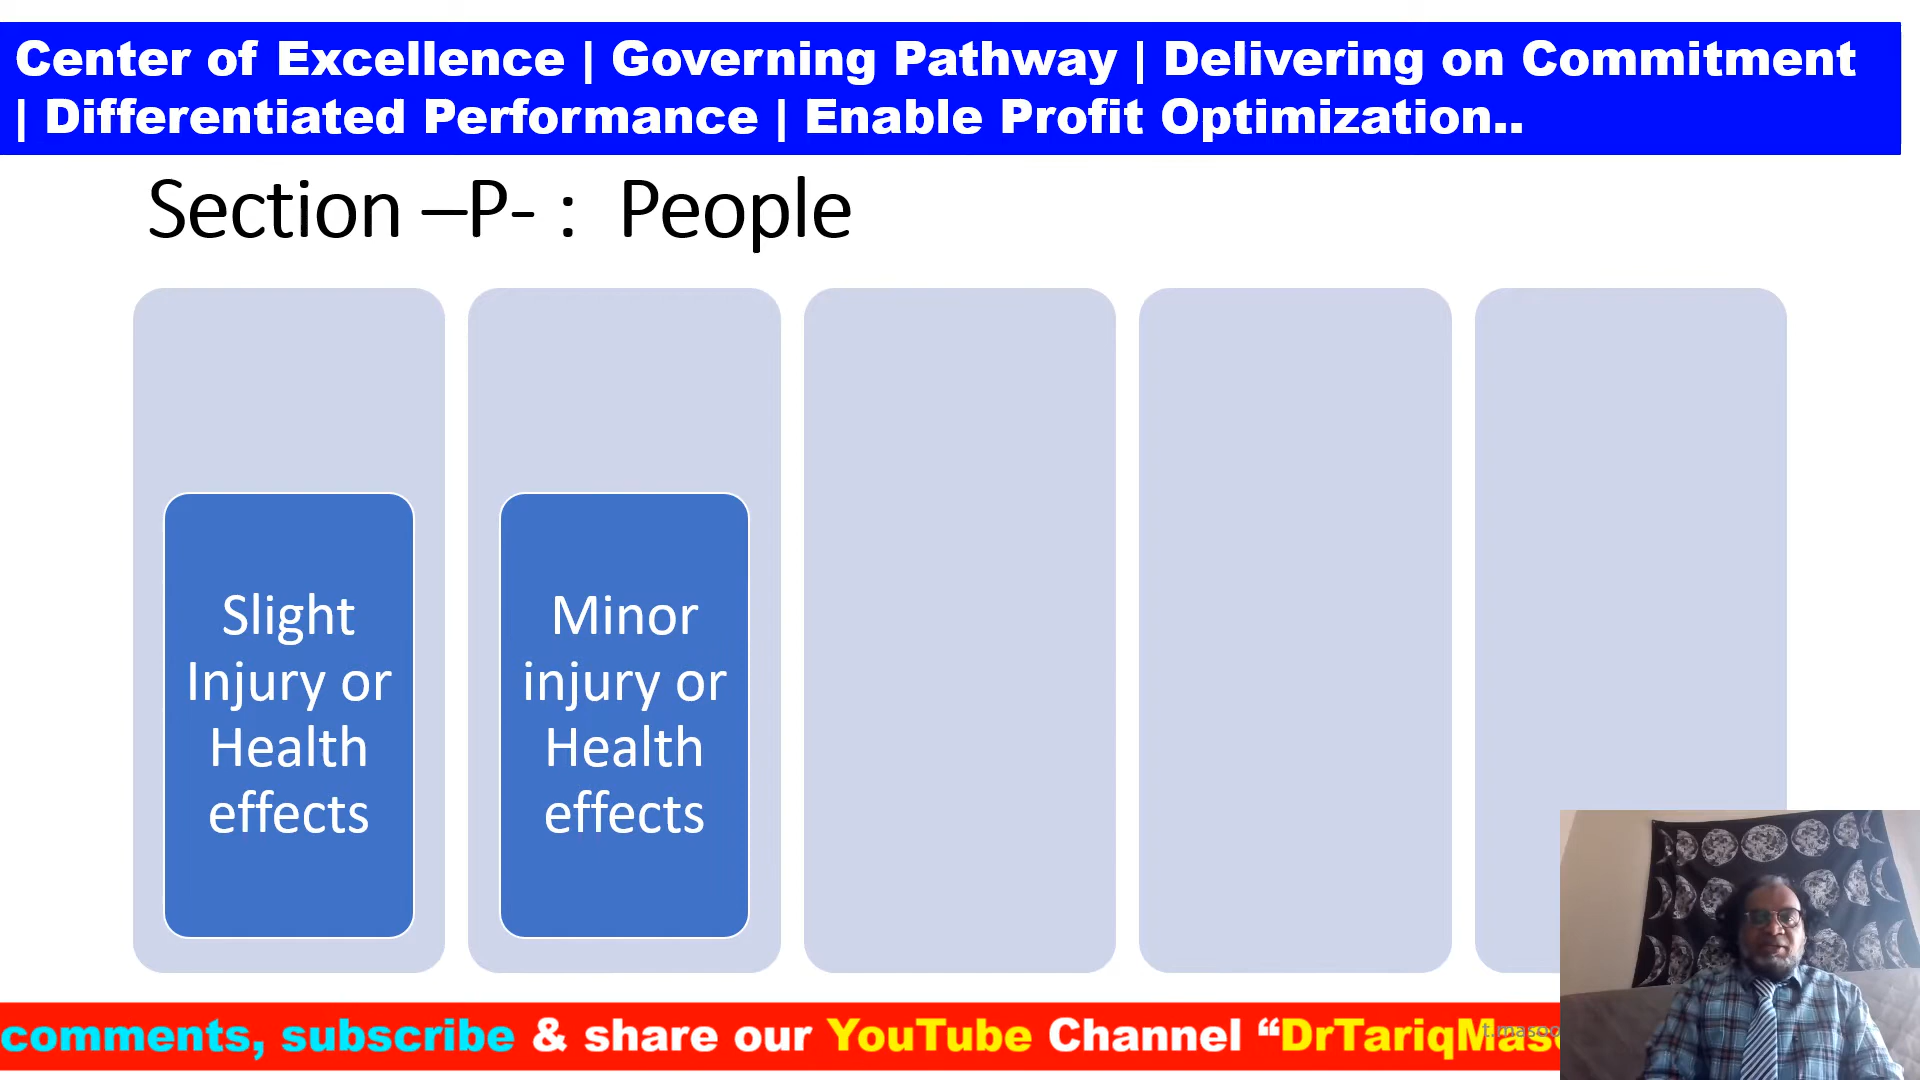 Center of Excellence | Governing Pathway | Delivering on Commitment
| Differentiated Performance | Enable Profit Optimization..
Section –P- :  People
Slight
Injury or
Health
effects
Minor
injury or
Health
effects
comments, subscribe & share our YouTube Channel “DrTariqMas
t.masoo